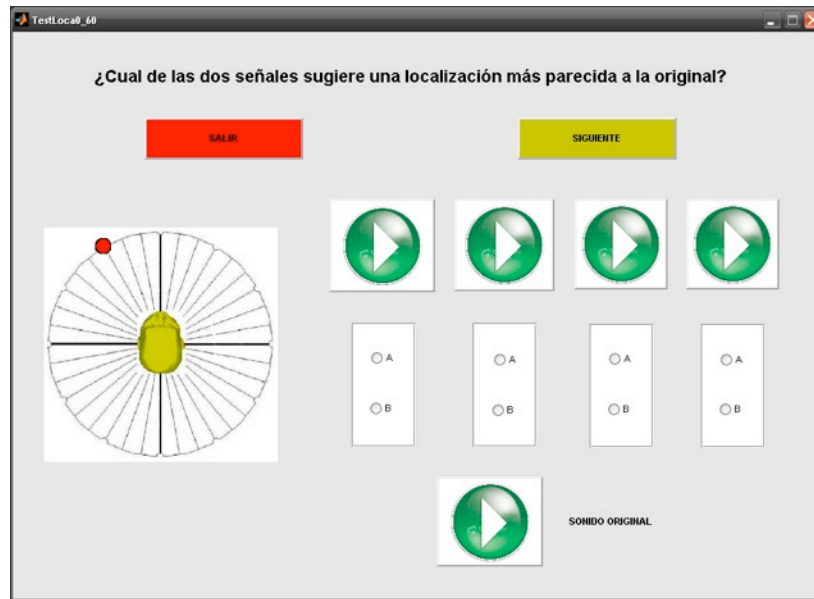 TestLoca0_60
¿Cual de las dos señales sugiere una localización más parecida a la original?
SALIR
SIGUIENTE
A
A
A
A
B
B
B
B
SONIDO ORIGINAL